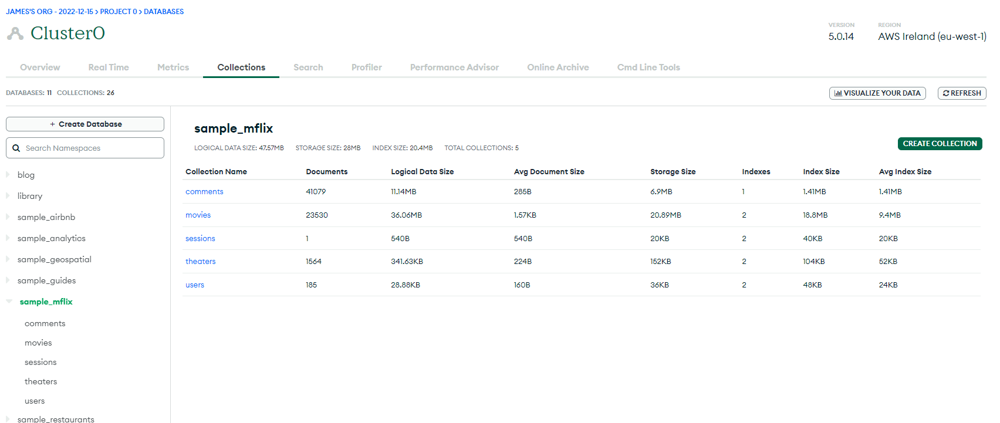 JAMES'S ORG - 2022-12-15 > PROJECT 0 > DATABASES
Cluster0
VERSION REGION
5.0.14 AWS Ireland (eu-west-1)
Overview Real Time Metrics Collections Search Profiler Performance Advisor Online Archive Cmd Line Tools
DATABASES: 11 COLLECTIONS: 26
VISUALIZE YOUR DATA REFRESH
+ Create Database
Search Namespaces
blog
library
sample_airbnb
sample_analytics
sample_geospatial
sample_guides
sample_mflix
comments
movies
sessions
theaters
users
sample_restaurants
sample_mflix
LOGICAL DATA SIZE: 47.57MB STORAGE SIZE: 28MB INDEX SIZE: 20.4MB TOTAL COLLECTIONS: 5
CREATE COLLECTION
Collection Name Documents Logical Data Size Avg Document Size Storage Size Indexes Index Size Avg Index Size
comments 41079 11.14MB 285B 6.9MB 1 1.41MB 1.41MB
movies 23530 36.06MB 1.57KB 20.89MB 2 18.8MB 9.4MB
sessions 1 540B 540B 20KB 2 40KB 20KB
theaters 1564 341.63KB 224B 152KB 2 104KB 52KB
users 185 28.88KB 160B 36KB 2 48KB 24KB